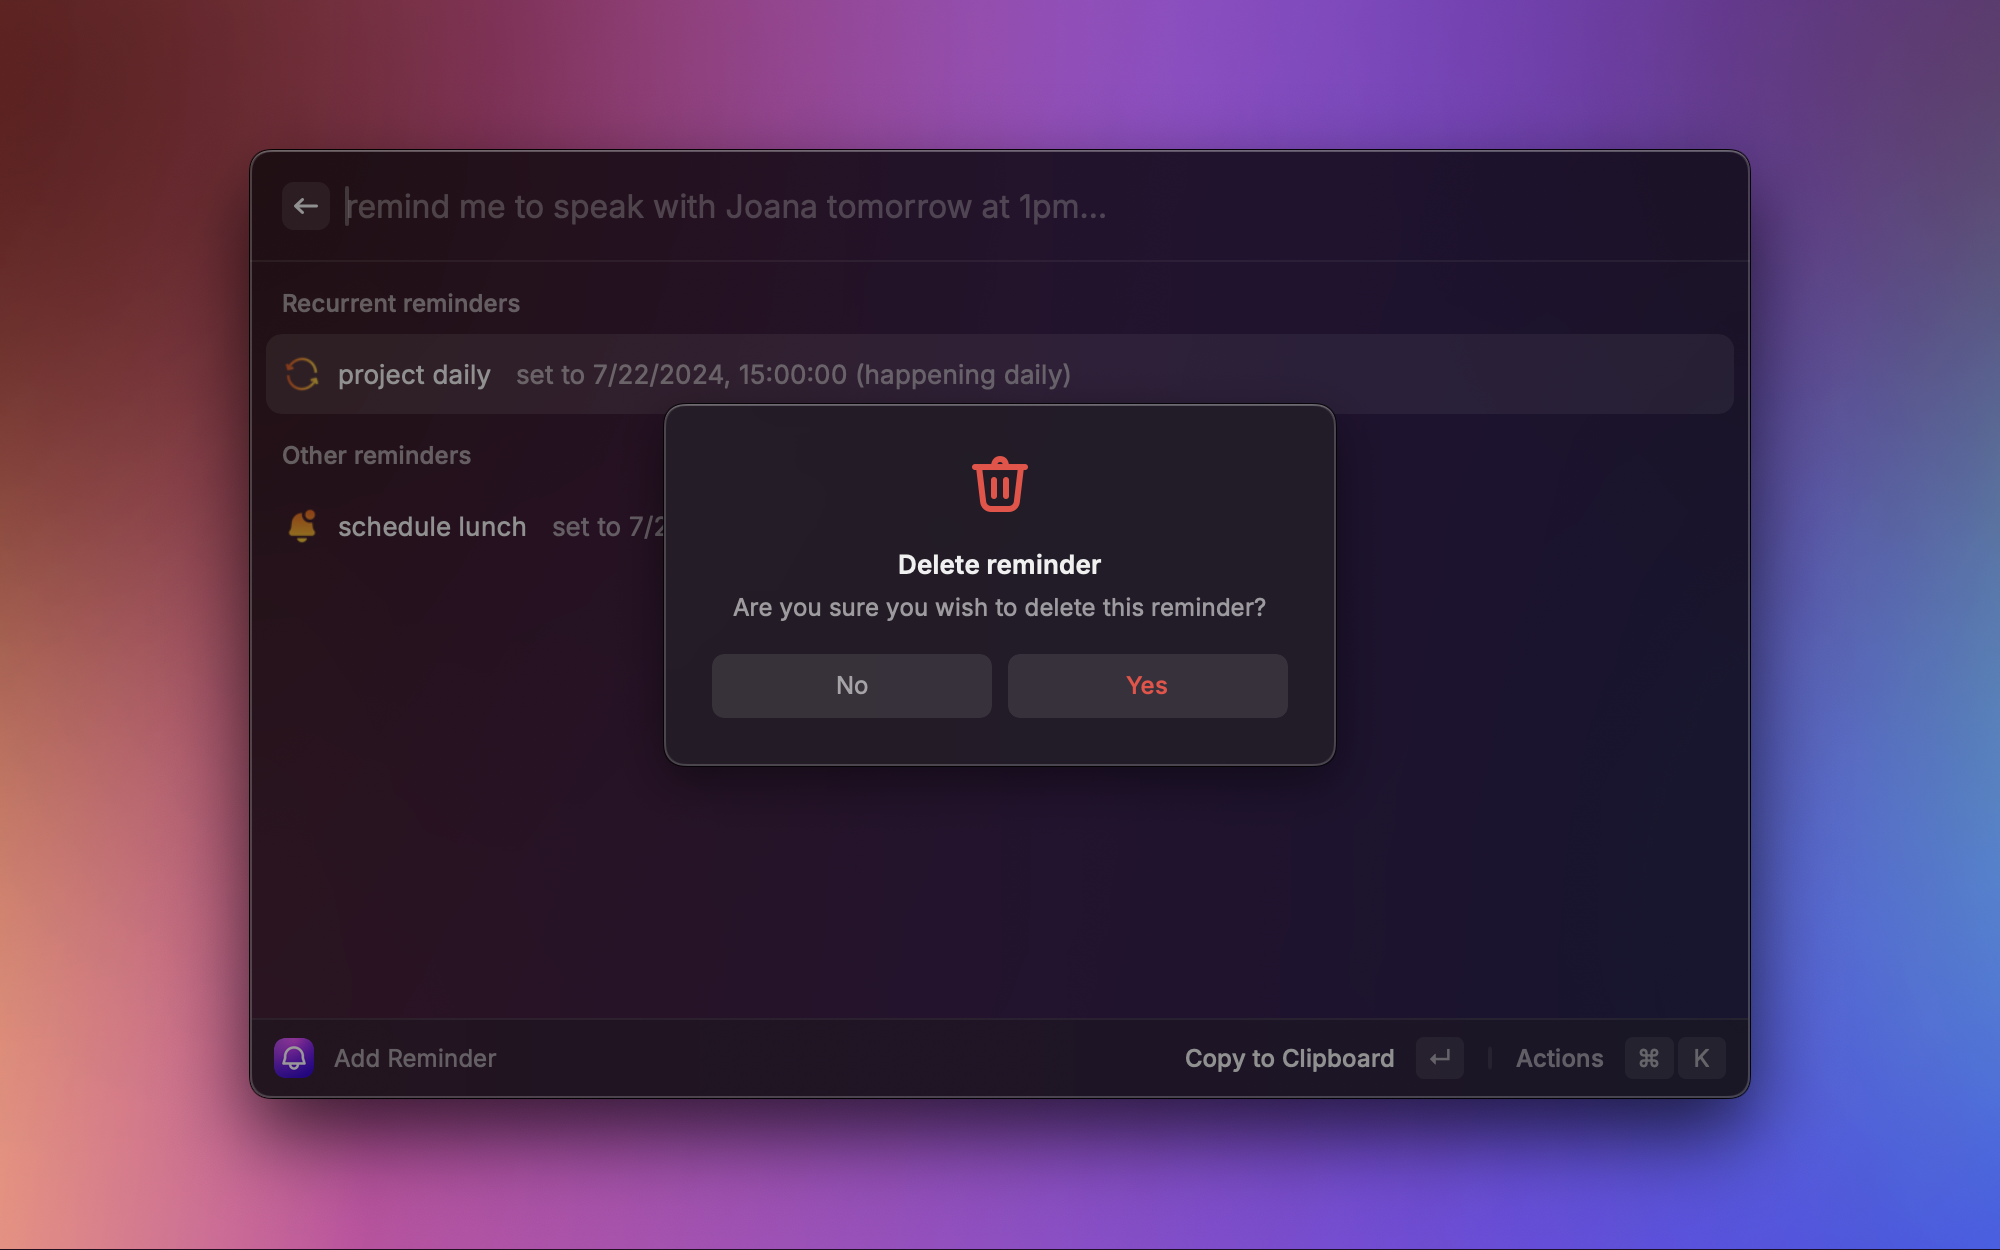 remind me to speak with Joana tomorrow at 1pm...
Recurrent reminders
project daily set to 7/22/2024, 15:00:00 (happening daily)
Other reminders
schedule lunch set to 7/2
Delete reminder
Are you sure you wish to delete this reminder?
No Yes
Add Reminder Copy to Clipboard ↵ | Actions ⌘ K